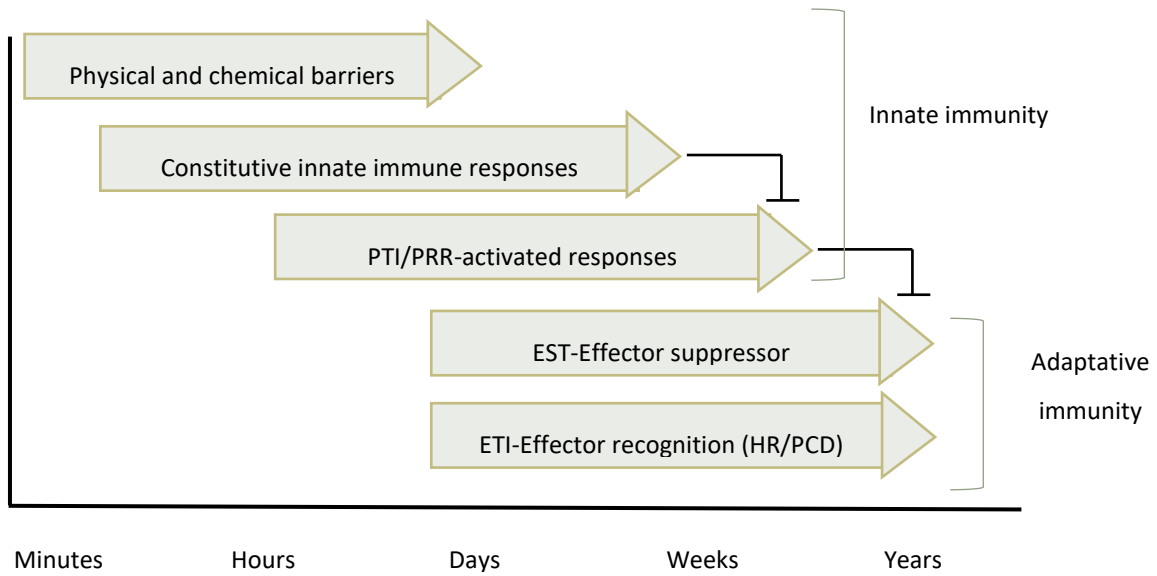 Physical and chemical barriers
Innate immunity
Constitutive innate immune responses
PTI/PRR-activated responses
EST-Effector suppressor
Adaptative
immunity
ETI-Effector recognition (HR/PCD)
Minutes Hours Days Weeks Years